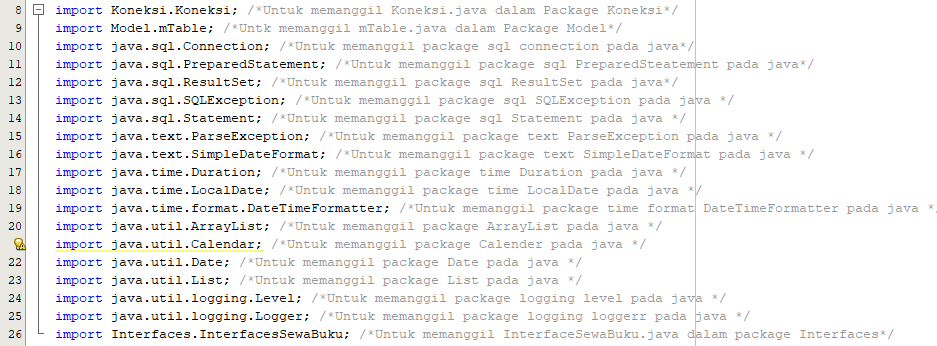 8 import Koneksi.Koneksi; /*Untuk memanggil Koneksi.java dalam Package Koneksi*/
9 import Model.mTable; /*Untk memanggil mTable.java dalam Package Model*/
10 import java.sql.Connection; /*Untuk memanggil package sql connection pada java*/
11 import java.sql.PreparedStatement; /*Untuk memanggil package sql PreparedSteatement pada java*/
12 import java.sql.ResultSet; /*Untuk memanggil package sql ResultSet pada java*/
13 import java.sql.SQLException; /*Untuk memanggil package sql SQLException pada java */
14 import java.sql.Statement; /*Untuk memanggil package sql Statement pada java */
15 import java.text.ParseException; /*Untuk memanggil package text ParseException pada java */
16 import java.text.SimpleDateFormat; /*Untuk memanggil package text SimpleDateFormat pada java */
17 import java.time.Duration; /*Untuk memanggil package time Duration pada java */
18 import java.time.LocalDate; /*Untuk memanggil package time LocalDate pada java */
19 import java.time.format.DateTimeFormatter; /*Untuk memanggil package time format DateTimeFormatter pada java *
20 import java.util.ArrayList; /*Untuk memanggil package ArrayList pada java */
import java.util.Calendar; /*Untuk memanggil package Calender pada java */
22 import java.util.Date; /*Untuk memanggil package Date pada java */
23 import java.util.List; /*Untuk memanggil package List pada java */
24 import java.util.logging.Level; /*Untuk memanggil package logging level pada java */
25 import java.util.logging.Logger; /*Untuk memanggil package logging loggerr pada java */
26 import Interfaces.InterfacesSewaBuku; /*Untuk memanggil InterfaceSewaBuku.java dalam package Interfaces*/